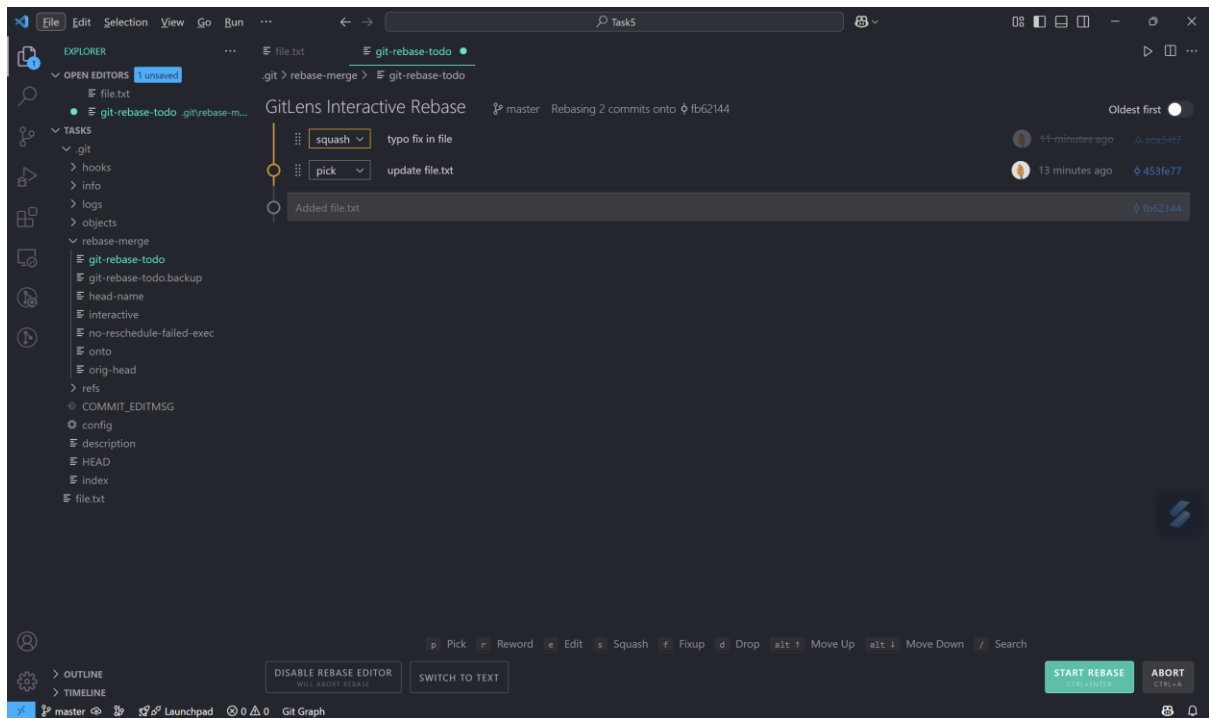 File Edit Selection View Go Run ··· ← → Task5
EXPLORER ···
OPEN EDITORS 1 unsaved
file.txt
git-rebase-todo .git\rebase-m...
TASK5
.git
hooks
info
logs
objects
rebase-merge
git-rebase-todo
git-rebase-todo.backup
head-name
interactive
no-reschedule-failed-exec
onto
orig-head
refs
COMMIT_EDITMSG
config
description
HEAD
index
file.txt
OUTLINE
TIMELINE
file.txt git-rebase-todo
.git > rebase-merge > git-rebase-todo
GitLens Interactive Rebase master Rebasing 2 commits onto fb62144 Oldest first
squash typo fix in file 11 minutes ago aca34f7
pick update file.txt 13 minutes ago 453fe77
Added file.txt fb62144
p Pick r Reword e Edit s Squash f Fixup d Drop alt ↑ Move Up alt ↓ Move Down / Search
DISABLE REBASE EDITOR SWITCH TO TEXT START REBASE ABORT
WILL ABORT REBASE CTRL+ENTER CTRL+A
master Launchpad 0 0 Git Graph
1